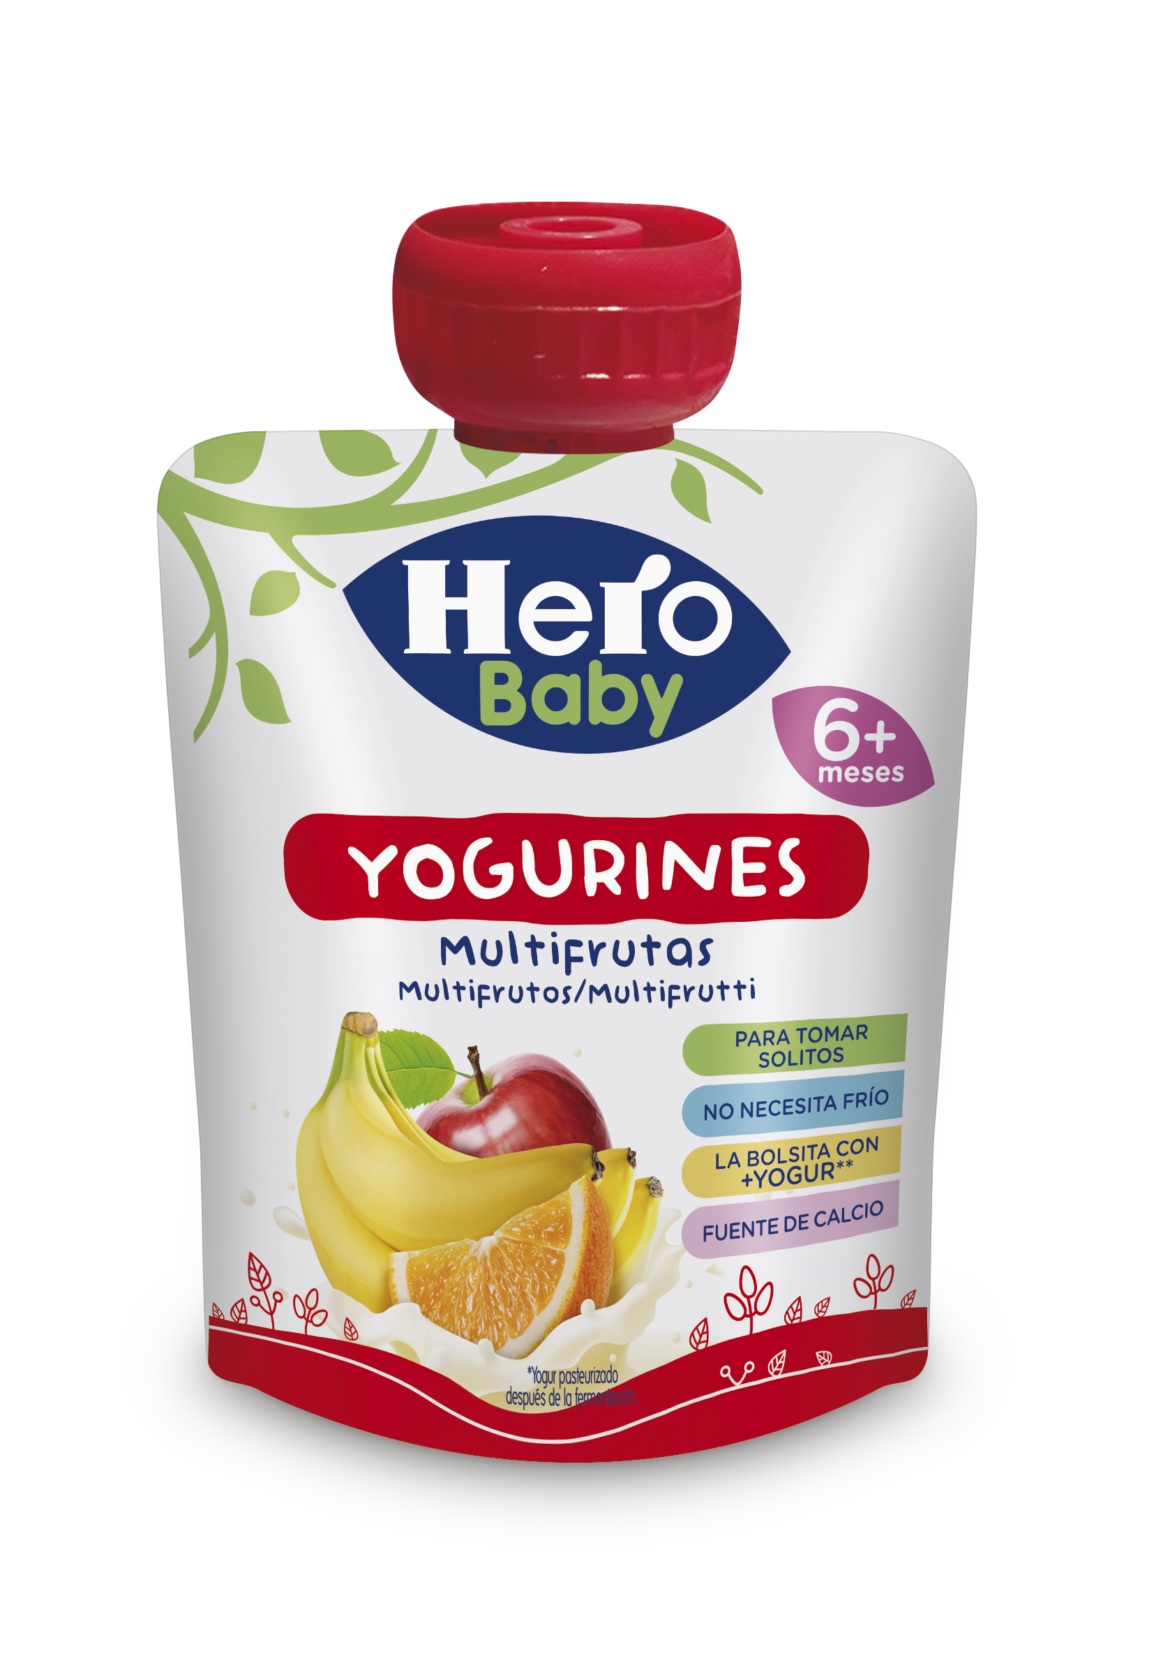 Hero
Baby
6+
meses
YOGURINES
Multifrutas
Multifrutos/Multifrutti
PARA TOMAR
SOLITOS
NO NECESITA FRÍO
LA BOLSITA CON
+YOGUR**
FUENTE DE CALCIO
*Yogur pasteurizado
después de la fermentación.